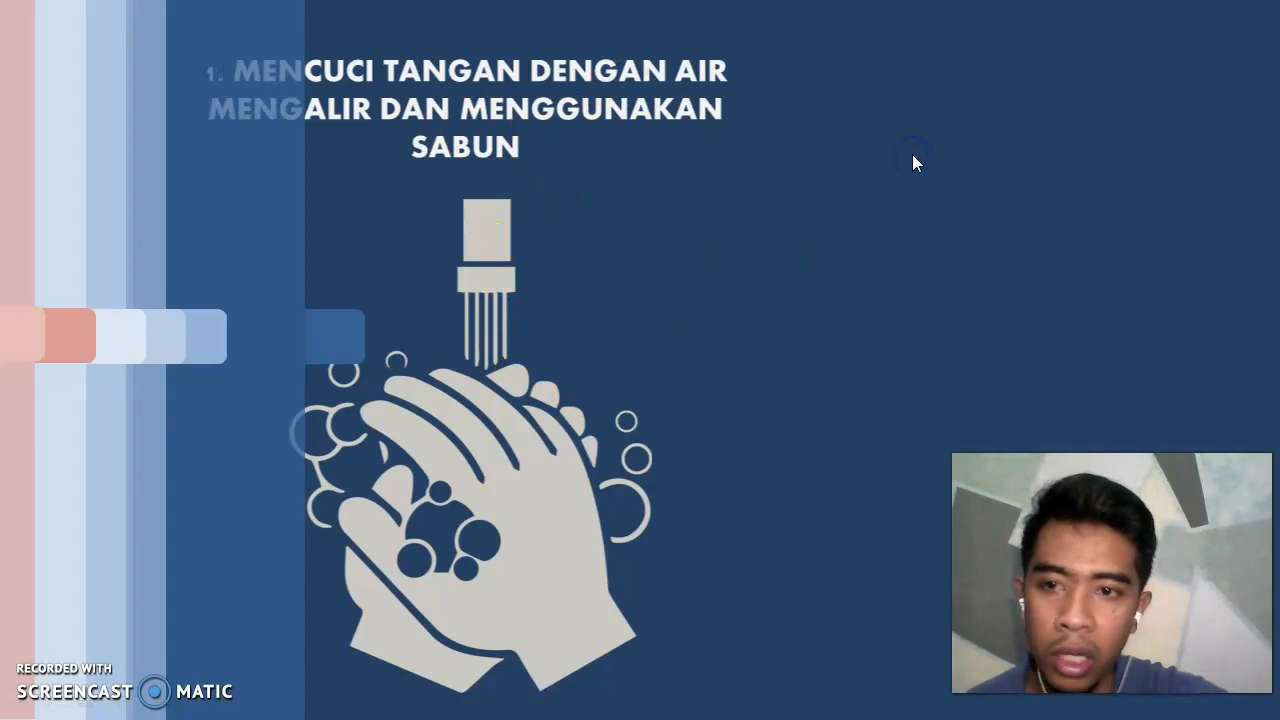 1. MENCUCI TANGAN DENGAN AIR
MENGALIR DAN MENGGUNAKAN
SABUN
RECORDED WITH
SCREENCAST MATIC